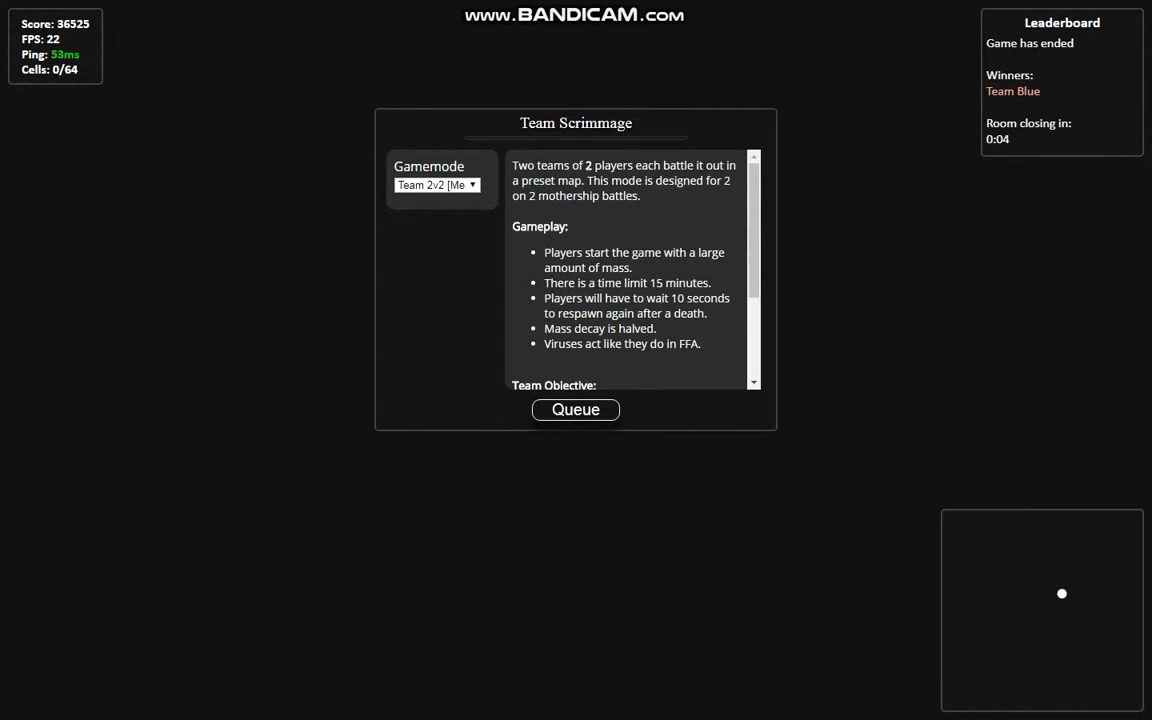 www.BANDICAM.com
Score: 36525
FPS: 22
Ping: 53ms
Cells: 0/64
Leaderboard
Game has ended
Winners:
Team Blue
Room closing in:
0:04
Team Scrimmage
Gamemode
Team 2v2 [Me
Two teams of 2 players each battle it out in
a preset map. This mode is designed for 2
on 2 mothership battles.
Gameplay:
Players start the game with a large
amount of mass.
There is a time limit 15 minutes.
Players will have to wait 10 seconds
to respawn again after a death.
Mass decay is halved.
Viruses act like they do in FFA.
Team Objective:
Queue